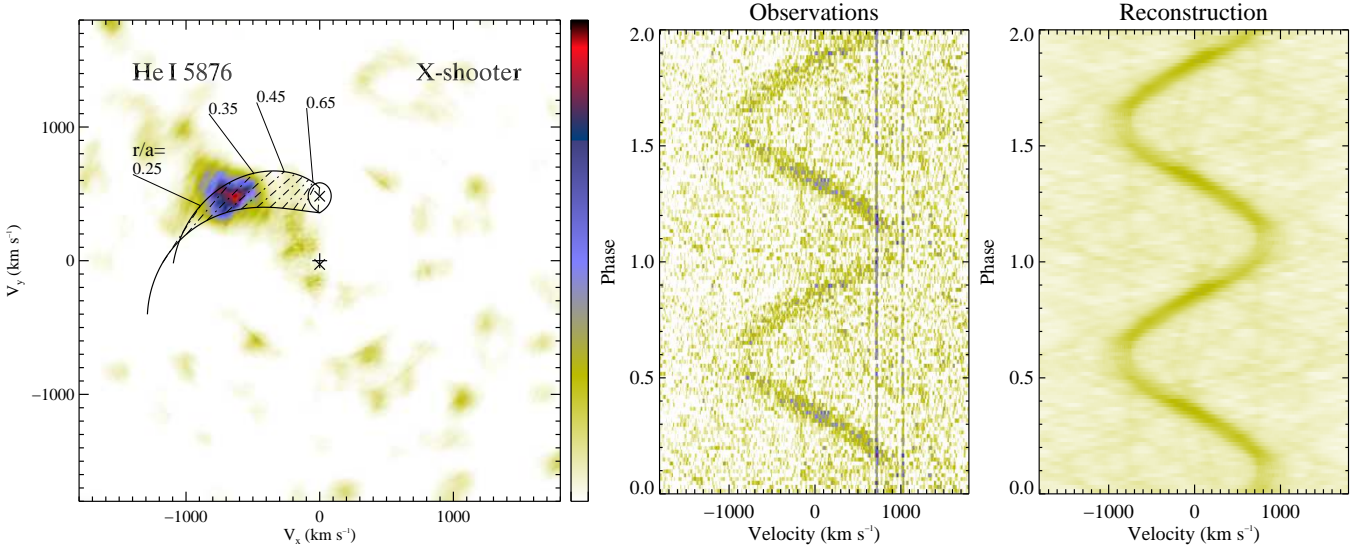 Observations
Reconstruction
He I 5876
X-shooter
0.35
0.45
0.65
r/a=
0.25
1000
0
−1000
V_y (km s⁻¹)
−1000
0
1000
V_x (km s⁻¹)
2.0
1.5
1.0
0.5
0.0
Phase
−1000
0
1000
Velocity (km s⁻¹)
2.0
1.5
1.0
0.5
0.0
Phase
−1000
0
1000
Velocity (km s⁻¹)